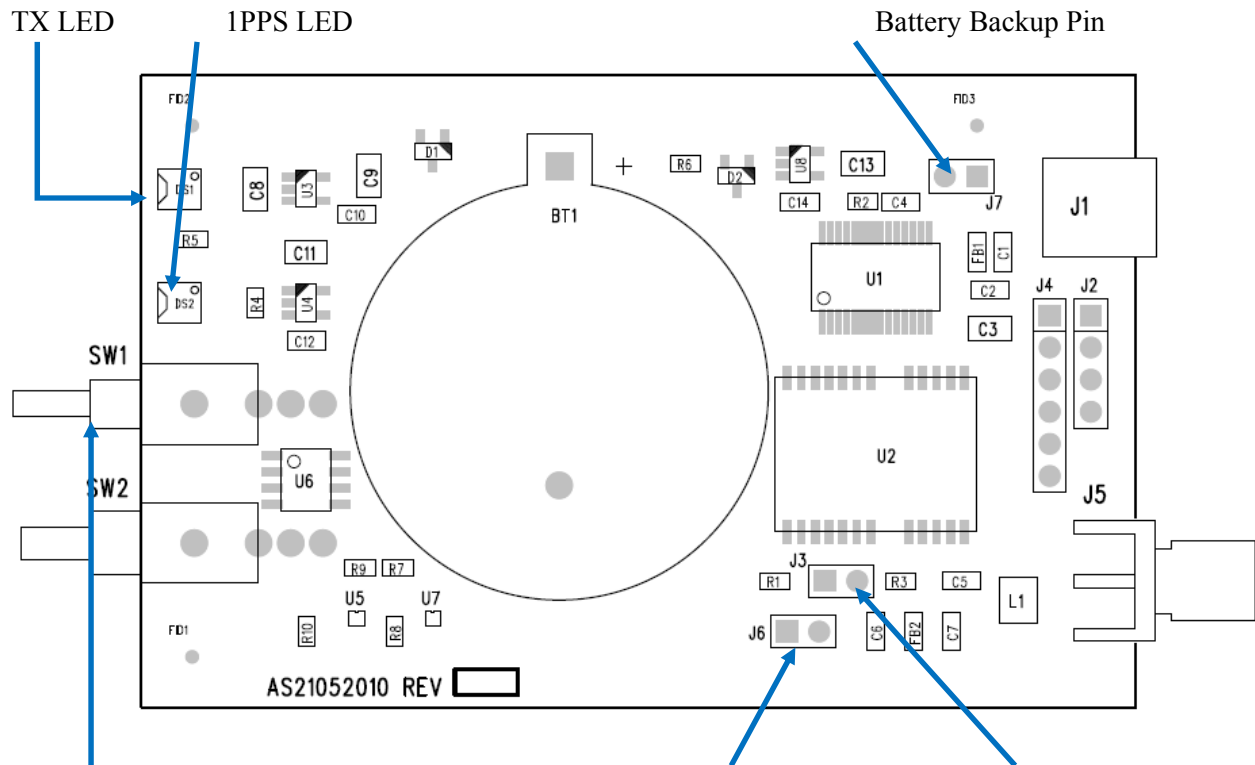 TX LED 1PPS LED Battery Backup Pin
FID2 FID3
D1 U8
R6 C13
DS1 C8 U3 C9 + D2
C10 C14 R2 C4 J7
BT1 J1
R5
C11 FB1 C1
U1
DS2 R4 U4 C2 J4 J2
C12 C3
SW1
U2
U6
SW2 J5
J3
R9 R7 R1 R3 C5
U5 U7 L1
FID1 R10 R8 J6 C6 FB2 C7
AS21052010 REV